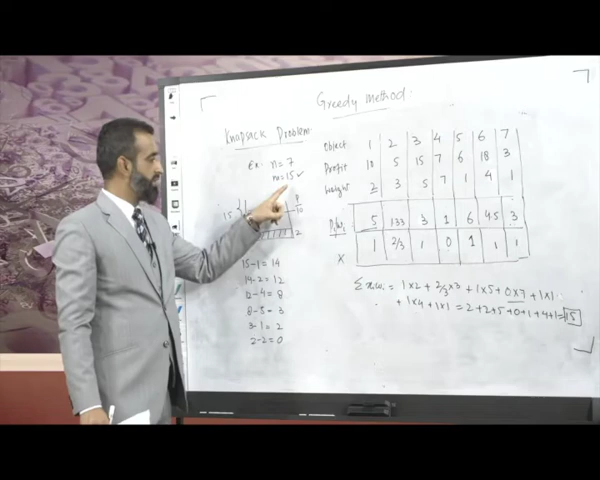 Greedy method.
Knapsack Problem.
Ex. n = 7
m = 15 ✓
15
10
2
15-1 = 14
14-2 = 12
12-4 = 8
8-5 = 3
3-1 = 2
2-2 = 0
Object 1 2 3 4 5 6 7
Profit 10 5 15 7 6 18 3
Weight 2 3 5 7 1 4 1
Pi/wi 5 1.33 3 1 6 4.5 3
x 1 2/3 1 0 1 1 1
= 1×2 + 2/3×3 + 1×5 + 0×7 + 1×1
+ 1×4 + 1×1 = 2+2+5+0+1+4+1 = 15